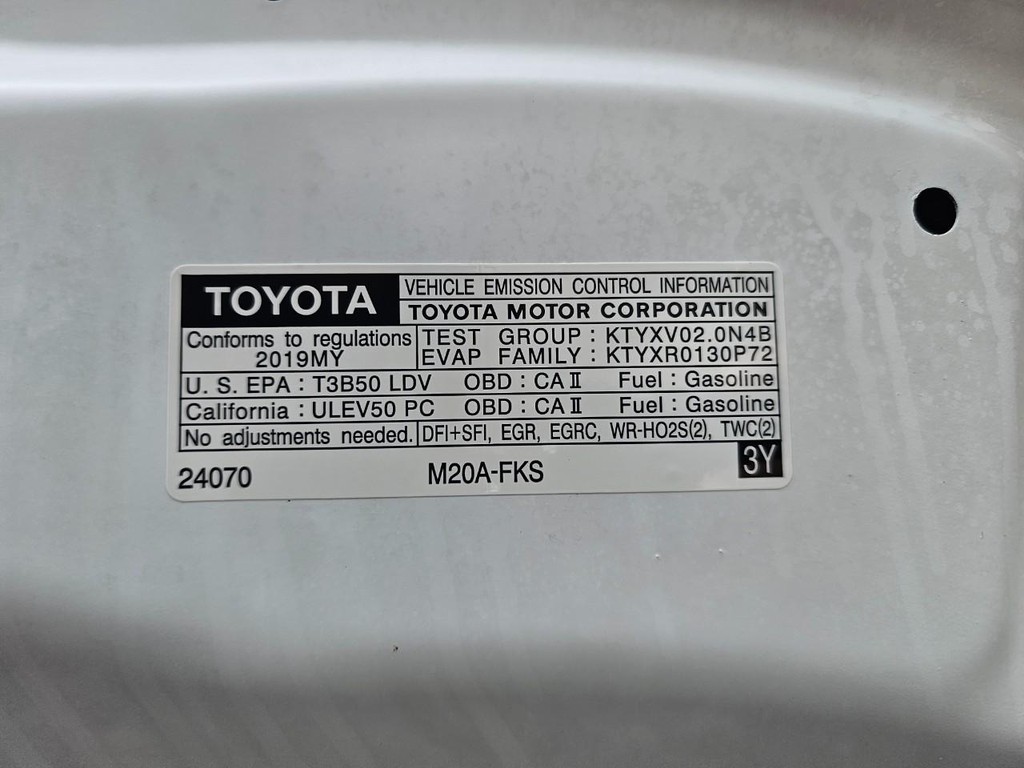 TOYOTA
VEHICLE EMISSION CONTROL INFORMATION
TOYOTA MOTOR CORPORATION
Conforms to regulations
2019MY
TEST GROUP : KTYXV02.0N4B
EVAP FAMILY : KTYXR0130P72
U. S. EPA : T3B50 LDV OBD : CA II Fuel : Gasoline
California : ULEV50 PC OBD : CA II Fuel : Gasoline
No adjustments needed. DFI+SFI, EGR, EGRC, WR-HO2S(2), TWC(2)
24070 M20A-FKS 3Y